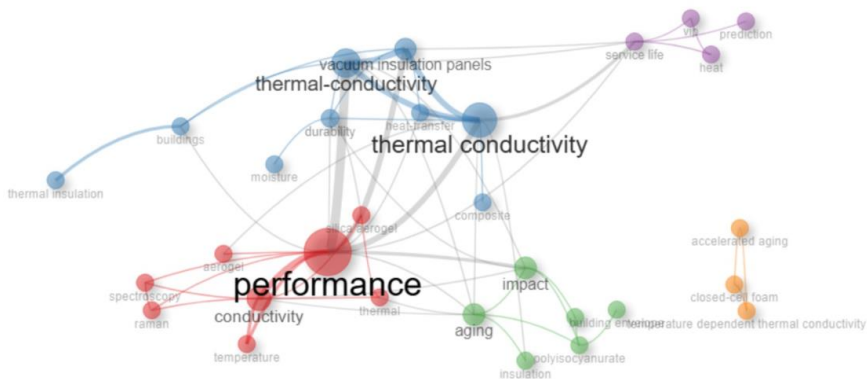 vip
prediction
service life
heat
vacuum insulation panels
thermal-conductivity
buildings
durability
heat-transfer
thermal conductivity
moisture
thermal insulation
composite
silica aerogel
accelerated aging
aerogel
performance
impact
spectroscopy
closed-cell foam
conductivity
thermal
raman
aging
building envelope
temperature dependent thermal conductivity
temperature
polyisocyanurate
insulation